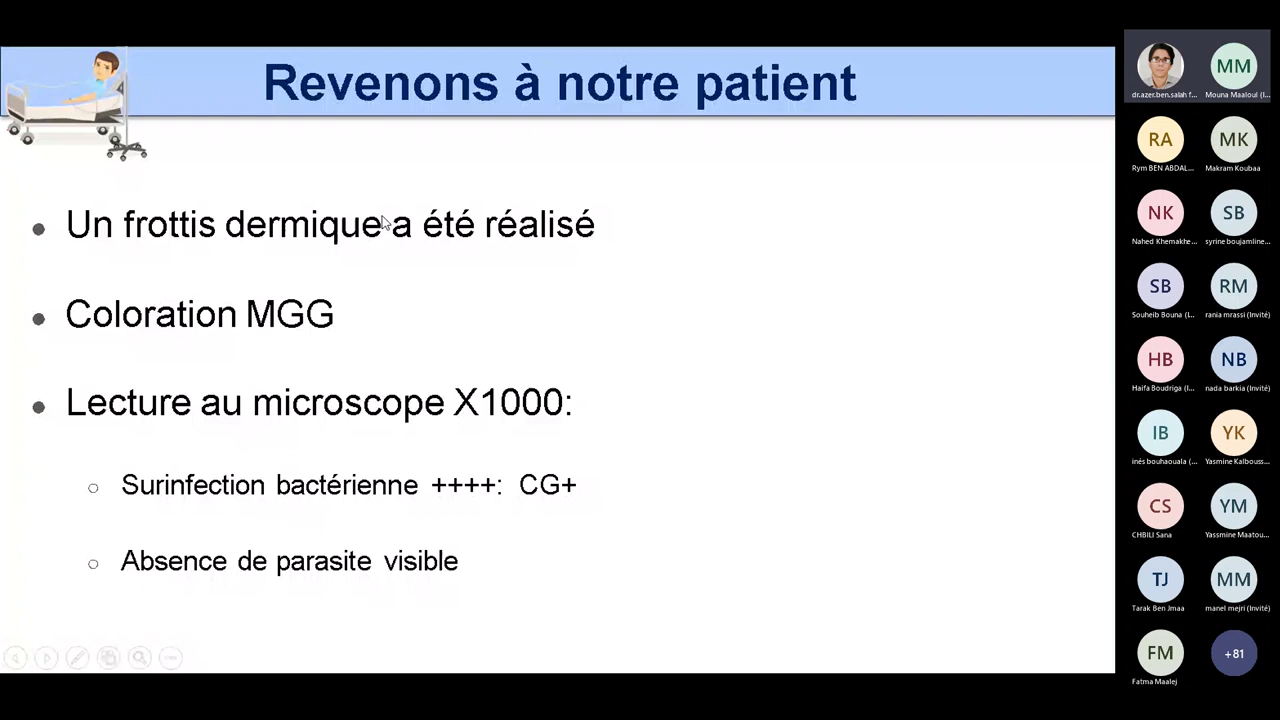 Revenons à notre patient
Un frottis dermique a été réalisé
Coloration MGG
Lecture au microscope X1000:
Surinfection bactérienne ++++: CG+
Absence de parasite visible
MM
dr.azer.ben.salah f...
Mouna Maaloul (I...
RA
MK
Rym BEN ABDAL...
Makram Koubaa
NK
SB
Nahed Khemakhe...
syrine boujamline...
SB
RM
Souheib Bouna (I...
rania mrassi (Invité)
HB
NB
Haifa Boudriga (I...
nada barkia (Invité)
IB
YK
inès bouhaouala (...
Yasmine Kalbouss...
CS
YM
CHBILI Sana
Yassmine Maatou...
TJ
MM
Tarak Ben Jmaa
manel mejri (Invité)
FM
+81
Fatma Maalej